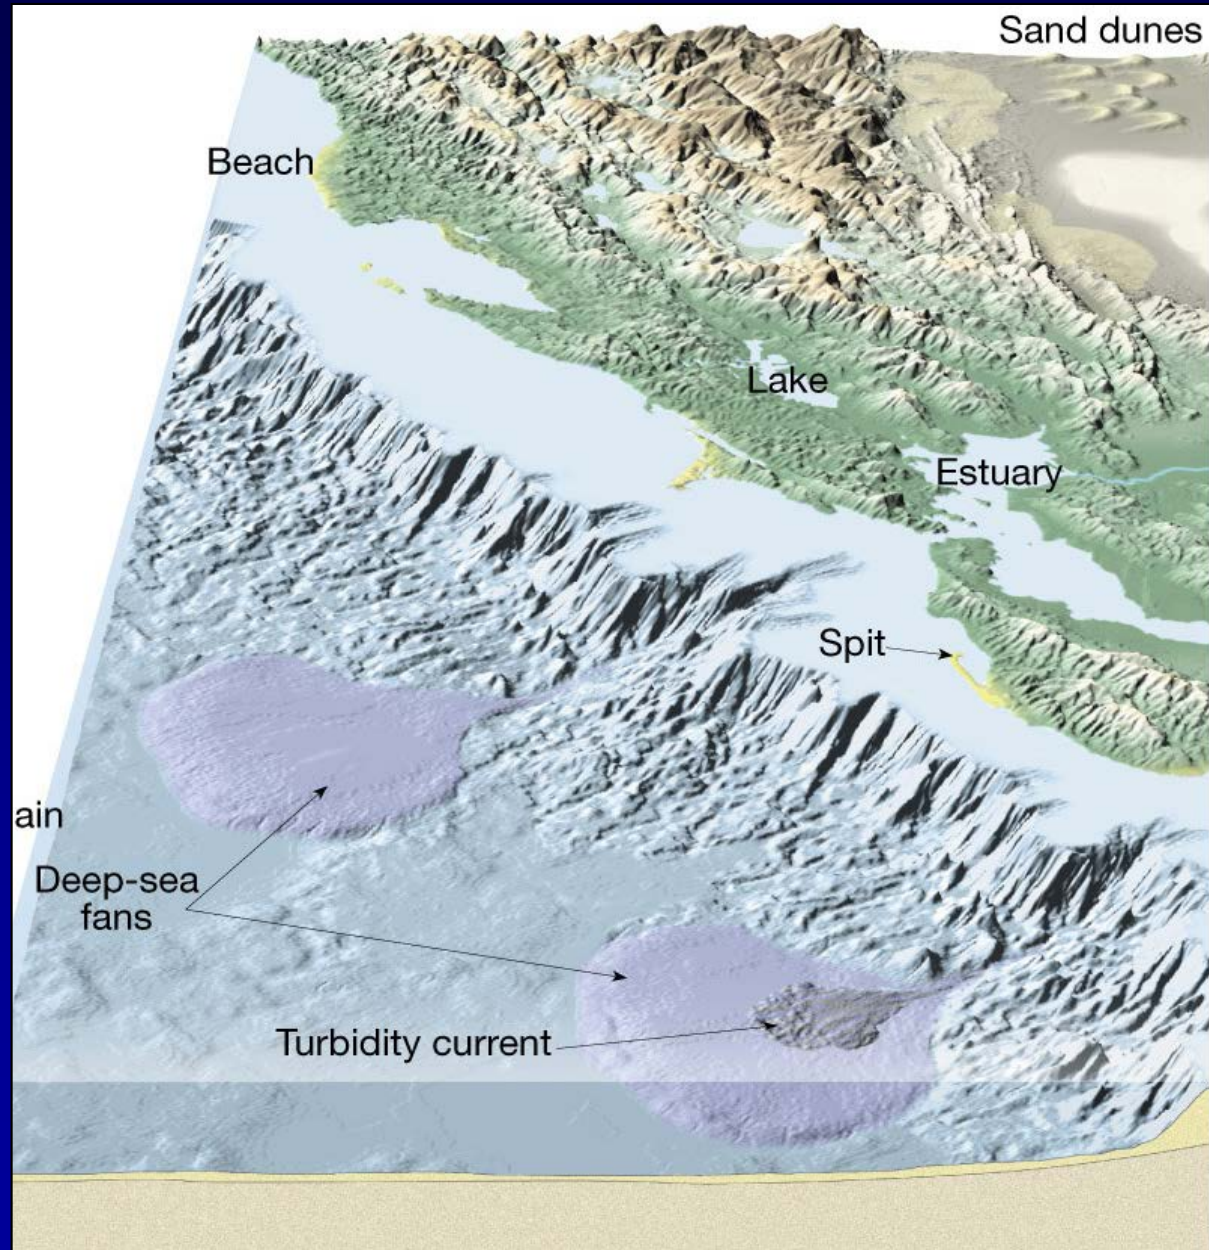 Sand dunes
Beach
Lake
Estuary
Spit
ain
Deep-sea
fans
Turbidity current